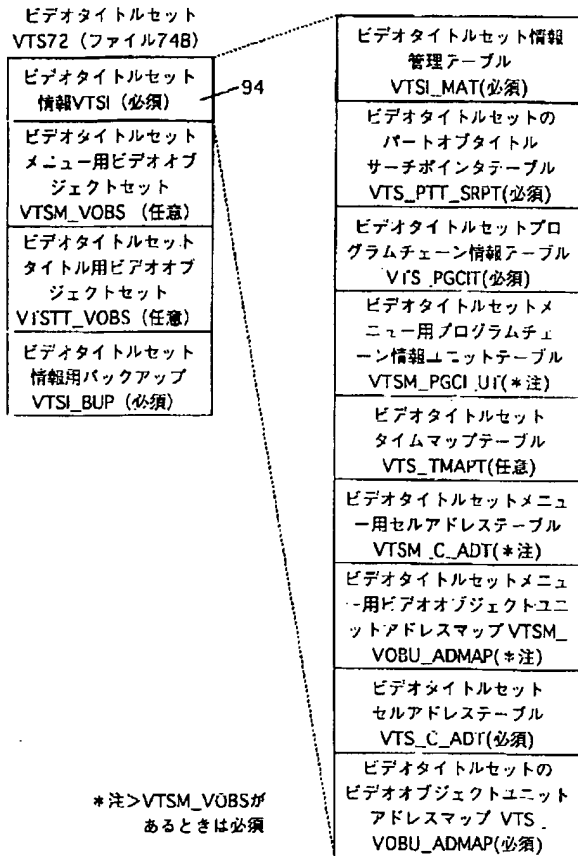 ビデオタイトルセット
VTS72（ファイル74B）
ビデオタイトルセット
情報VTSI（必須）
94
ビデオタイトルセット
メニュー用ビデオオブ
ジェクトセット
VTSM_VOBS（任意）
ビデオタイトルセット
タイトル用ビデオオブ
ジェクトセット
VTSTT_VOBS（任意）
ビデオタイトルセット
情報用バックアップ
VTSI_BUP（必須）
ビデオタイトルセット情報
管理テーブル
VTSI_MAT(必須)
ビデオタイトルセットの
パートオブタイトル
サーチポインタテーブル
VTS_PTT_SRPT(必須)
ビデオタイトルセットプロ
グラムチェーン情報テーブル
VTS_PGCIT(必須)
ビデオタイトルセットメ
ニュー用プログラムチェ
ーン情報ユニットテーブル
VTSM_PGCI_UT(＊注)
ビデオタイトルセット
タイムマップテーブル
VTS_TMAPT(任意)
ビデオタイトルセットメニュ
ー用セルアドレステーブル
VTSM_C_ADT(＊注)
ビデオタイトルセットメニュ
ー用ビデオオブジェクトユニ
ットアドレスマップVTSM_
VOBU_ADMAP(＊注)
ビデオタイトルセット
セルアドレステーブル
VTS_C_ADT(必須)
ビデオタイトルセットの
ビデオオブジェクトユニット
アドレスマップ VTS_
VOBU_ADMAP(必須)
＊注>VTSM_VOBSが
あるときは必須